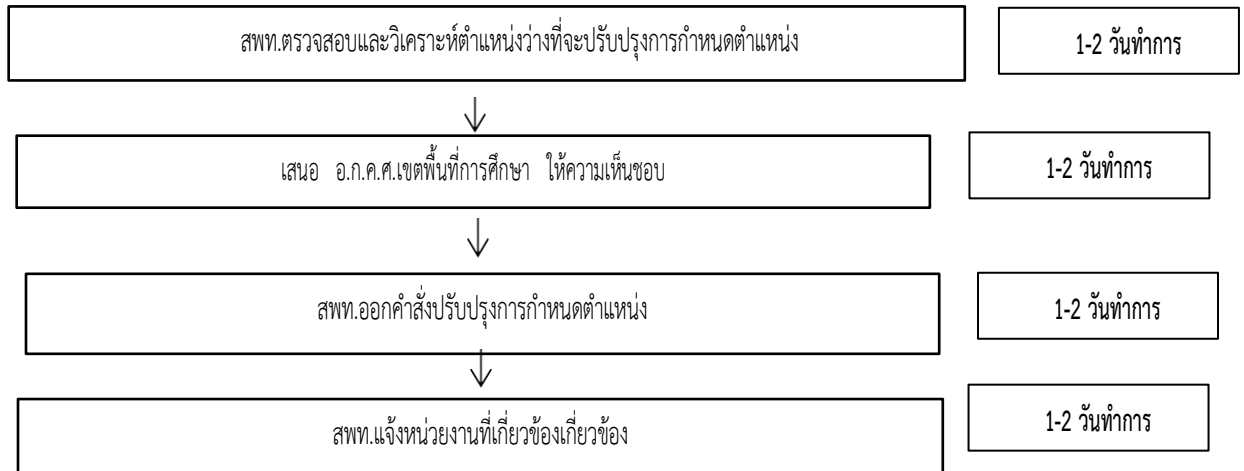 สพท.ตรวจสอบและวิเคราะห์ตำแหน่งว่างที่จะปรับปรุงการกำหนดตำแหน่ง
1-2 วันทำการ
เสนอ อ.ก.ค.ศ.เขตพื้นที่การศึกษา ให้ความเห็นชอบ
1-2 วันทำการ
สพท.ออกคำสั่งปรับปรุงการกำหนดตำแหน่ง
1-2 วันทำการ
สพท.แจ้งหน่วยงานที่เกี่ยวข้องเกี่ยวข้อง
1-2 วันทำการ